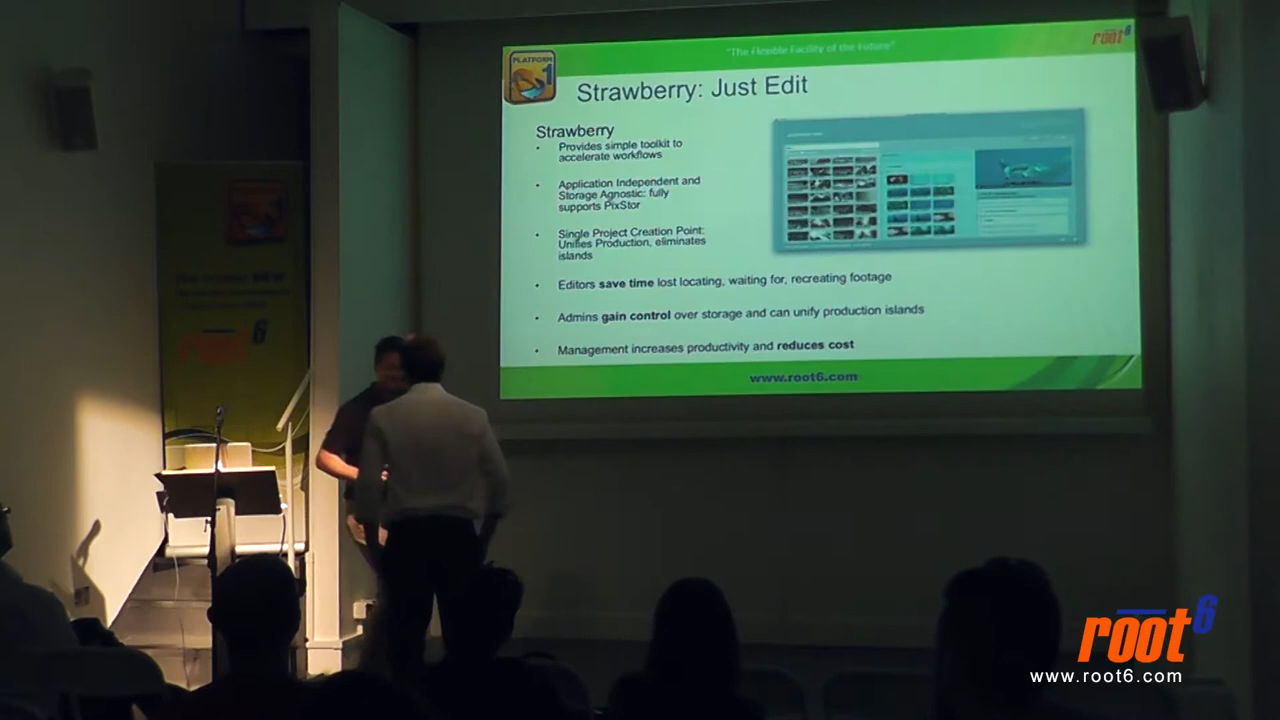 "The Flexible Facility of the Future"
root6
PLATFORM
1
Strawberry: Just Edit
Strawberry
• Provides simple toolkit to
accelerate workflows
• Application Independent and
Storage Agnostic: fully
supports PixStor
• Single Project Creation Point:
Unifies Production, eliminates
islands
• Editors save time lost locating, waiting for, recreating footage
• Admins gain control over storage and can unify production islands
• Management increases productivity and reduces cost
www.root6.com
root6
root6
www.root6.com